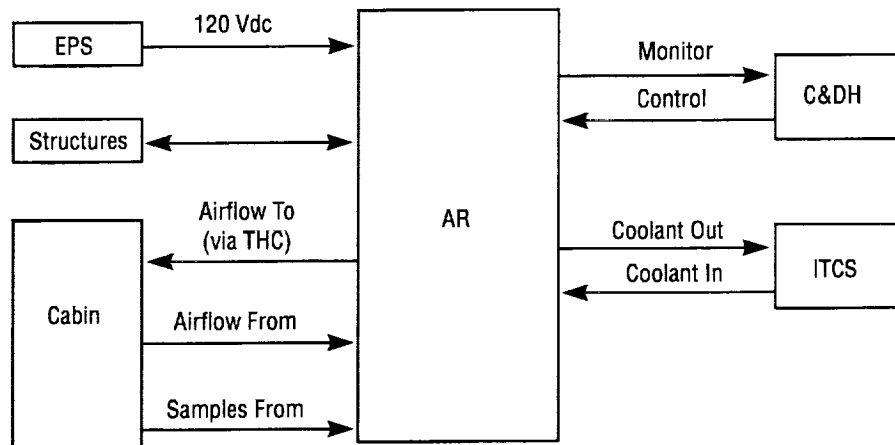 EPS
120 Vdc
Structures
Airflow To
(via THC)
Cabin
Airflow From
Samples From
AR
Monitor
Control
C&DH
Coolant Out
Coolant In
ITCS